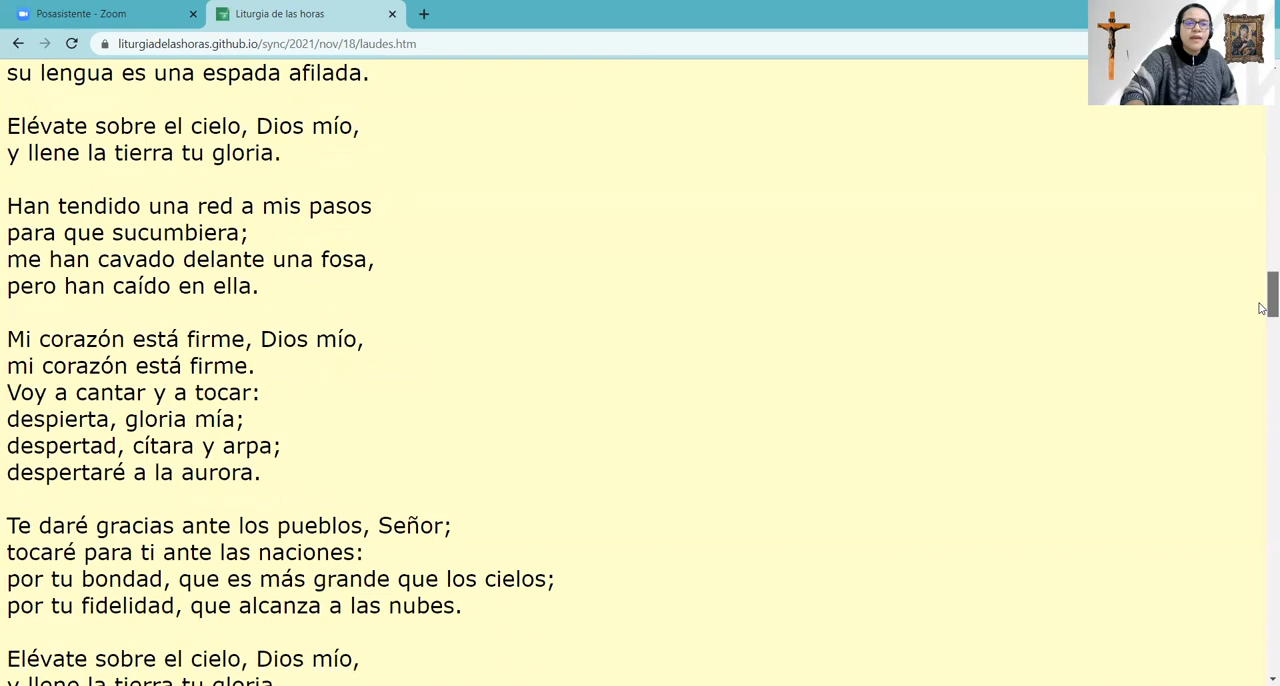 Posasistente - Zoom
Liturgia de las horas
liturgiadelashoras.github.io/sync/2021/nov/18/laudes.htm
su lengua es una espada afilada.
Elévate sobre el cielo, Dios mío,
y llene la tierra tu gloria.
Han tendido una red a mis pasos
para que sucumbiera;
me han cavado delante una fosa,
pero han caído en ella.
Mi corazón está firme, Dios mío,
mi corazón está firme.
Voy a cantar y a tocar:
despierta, gloria mía;
despertad, cítara y arpa;
despertaré a la aurora.
Te daré gracias ante los pueblos, Señor;
tocaré para ti ante las naciones:
por tu bondad, que es más grande que los cielos;
por tu fidelidad, que alcanza a las nubes.
Elévate sobre el cielo, Dios mío,
y llene la tierra tu gloria.